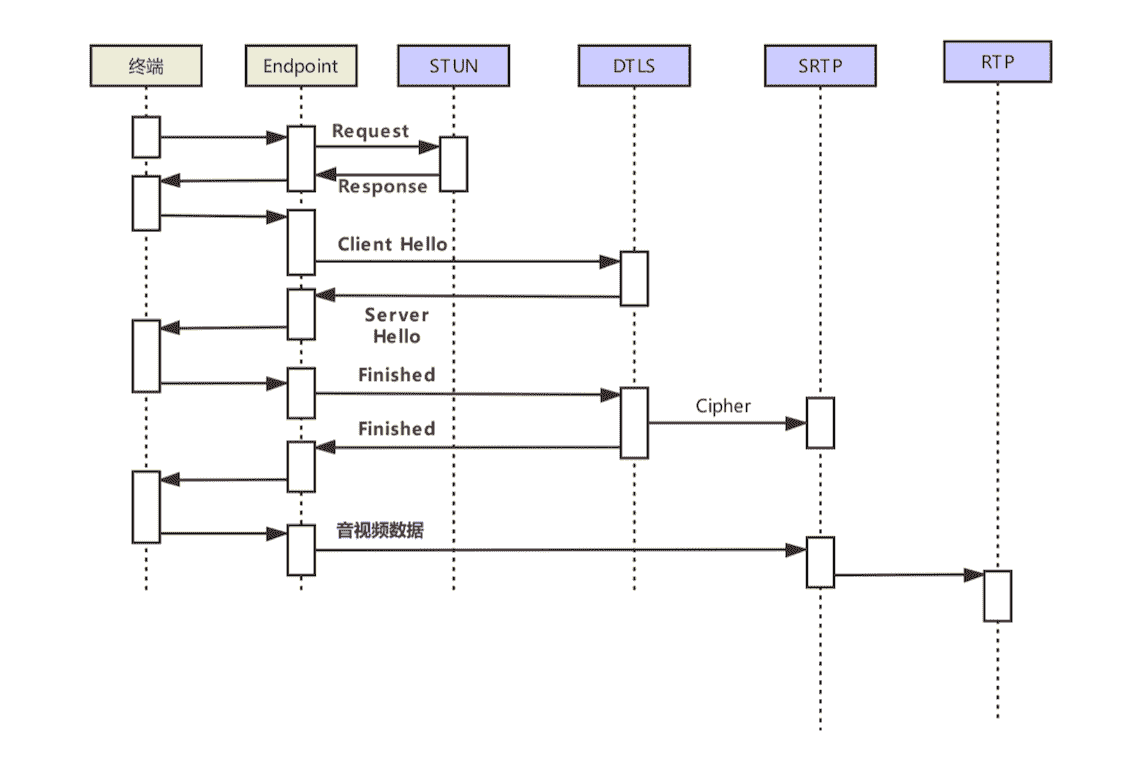 终端
Endpoint
STUN
DTLS
SRTP
RTP
Request
Response
Client Hello
Server
Hello
Finished
Cipher
Finished
音视频数据